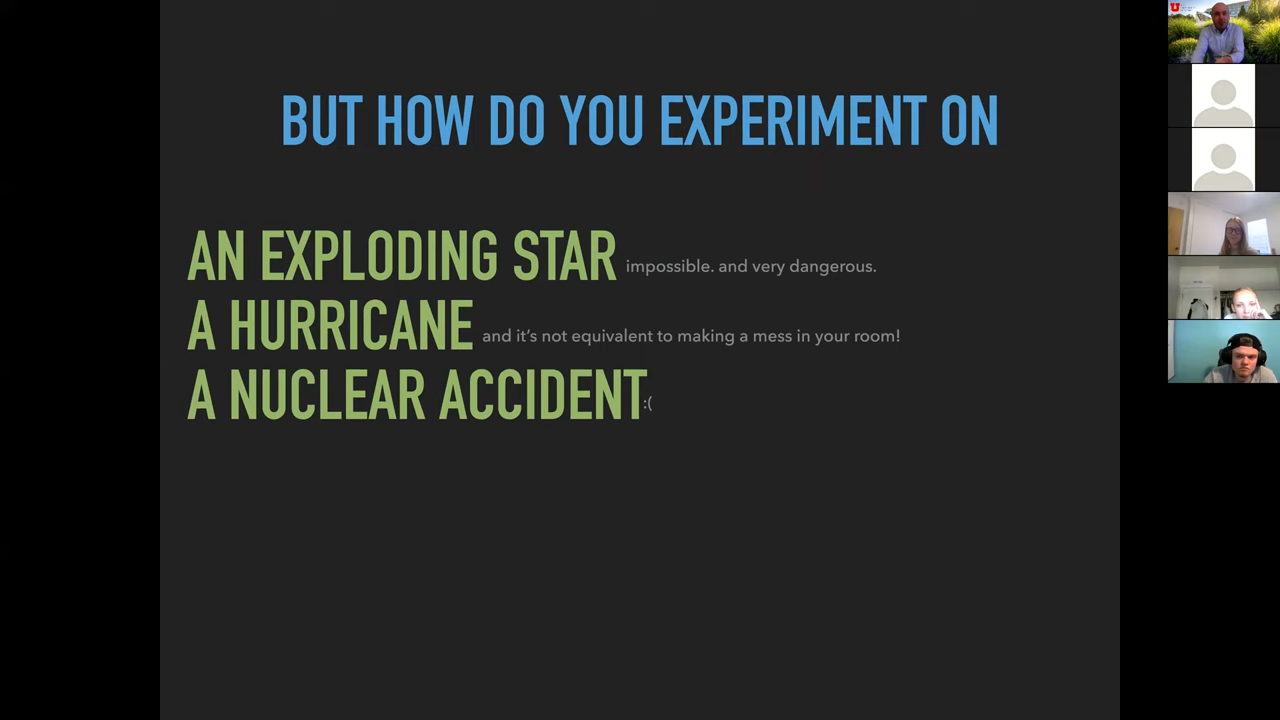 BUT HOW DO YOU EXPERIMENT ON
AN EXPLODING STAR impossible. and very dangerous.
A HURRICANE and it's not equivalent to making a mess in your room!
A NUCLEAR ACCIDENT :(
U